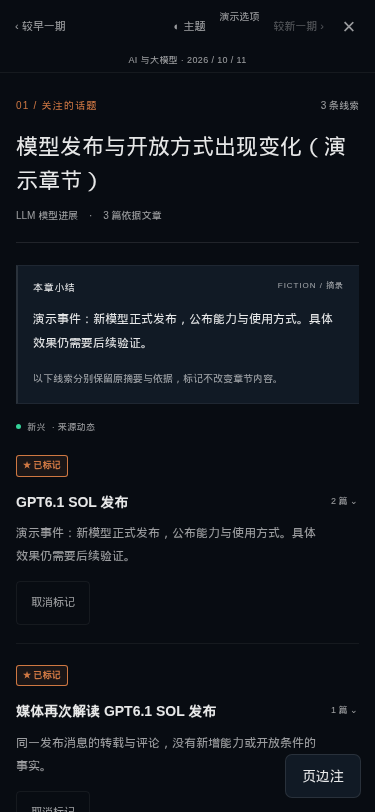 ‹ 较早一期
主题
演示选项
较新一期 ›
×
AI 与大模型 · 2026 / 10 / 11
01 / 关注的话题
3 条线索
模型发布与开放方式出现变化（演
示章节）
LLM 模型进展 · 3 篇依据文章
本章小结
FICTION / 摘录
演示事件：新模型正式发布，公布能力与使用方式。具体
效果仍需要后续验证。
以下线索分别保留原摘要与依据，标记不改变章节内容。
新兴 · 来源动态
★ 已标记
GPT6.1 SOL 发布
2 篇
演示事件：新模型正式发布，公布能力与使用方式。具体
效果仍需要后续验证。
取消标记
★ 已标记
媒体再次解读 GPT6.1 SOL 发布
1 篇
同一发布消息的转载与评论，没有新增能力或开放条件的
事实。
页边注
取消标记